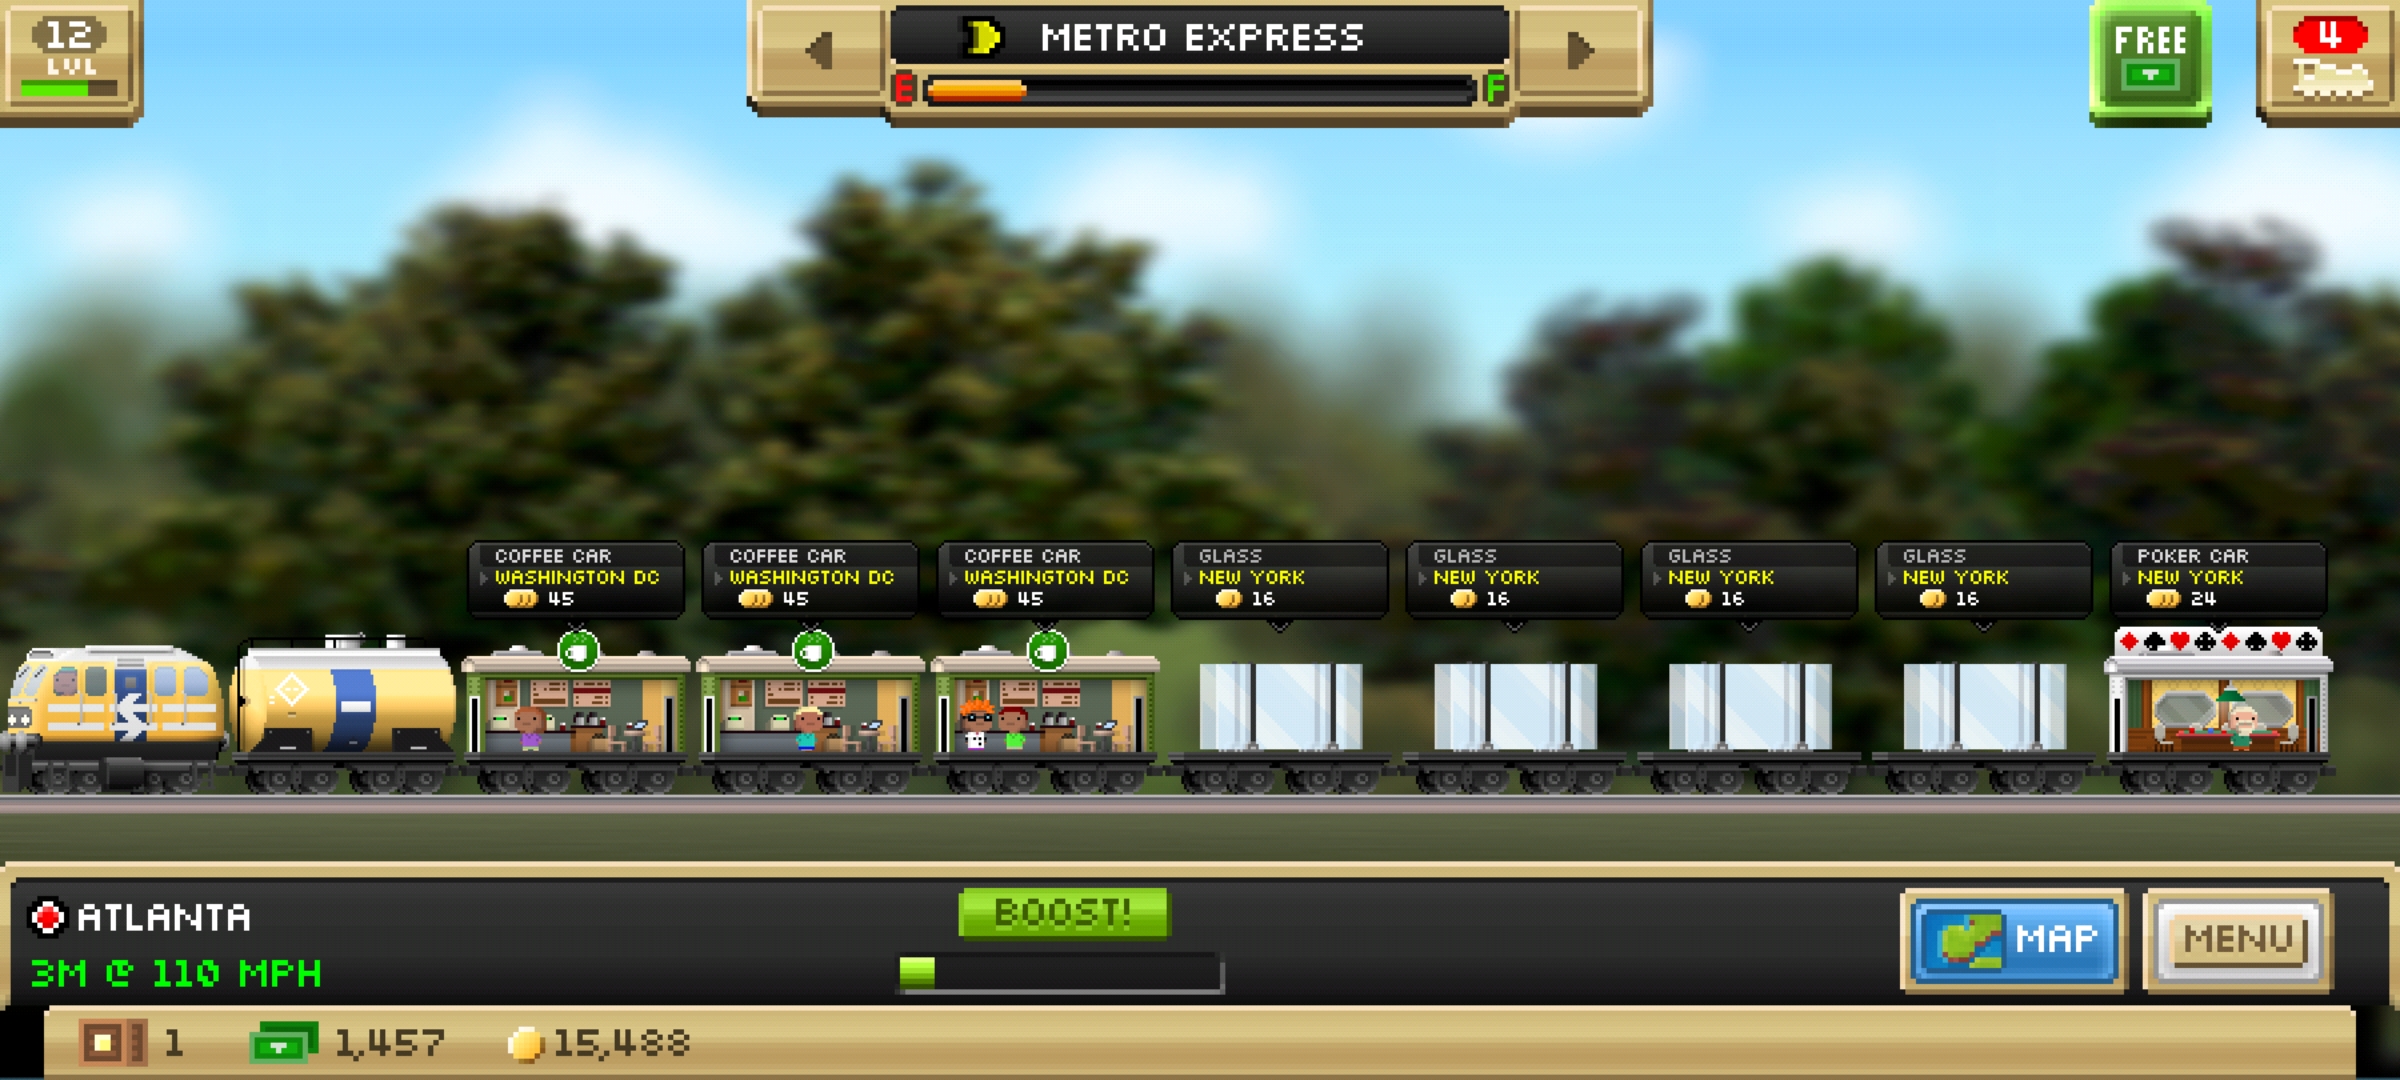 12
LVL
METRO EXPRESS
E
F
FREE
4
COFFEE CAR
WASHINGTON DC
45
COFFEE CAR
WASHINGTON DC
45
COFFEE CAR
WASHINGTON DC
45
GLASS
NEW YORK
16
GLASS
NEW YORK
16
GLASS
NEW YORK
16
GLASS
NEW YORK
16
POKER CAR
NEW YORK
24
ATLANTA
3M @ 110 MPH
BOOST!
MAP
MENU
1
1,457
15,488